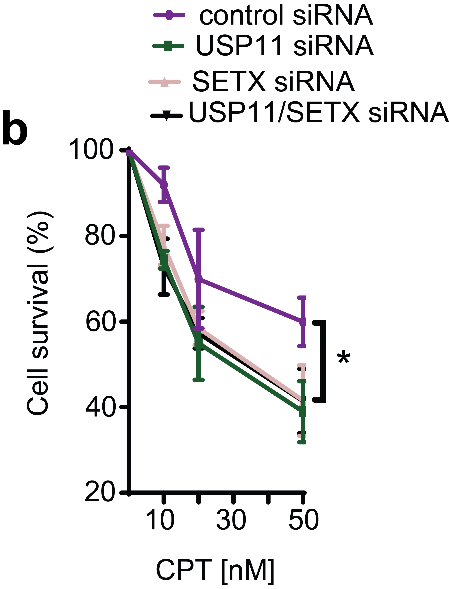 control siRNA
USP11 siRNA
SETX siRNA
USP11/SETX siRNA
b
100
80
60
40
20
Cell survival (%)
*
10 30 50
CPT [nM]